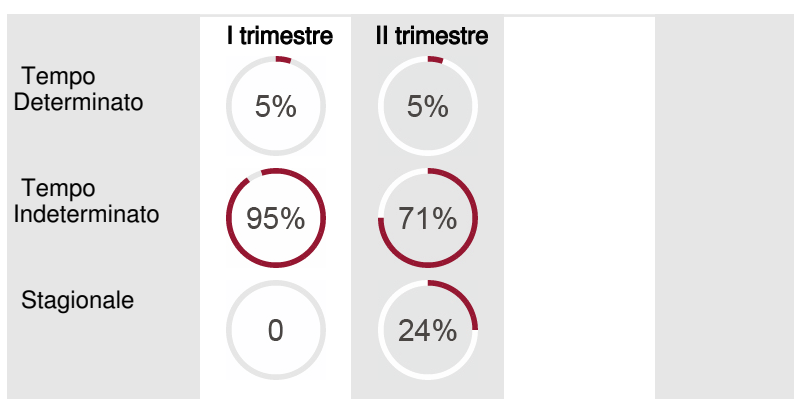 I trimestre II trimestre
Tempo
Determinato
5% 5%
Tempo
Indeterminato
95% 71%
Stagionale
0 24%